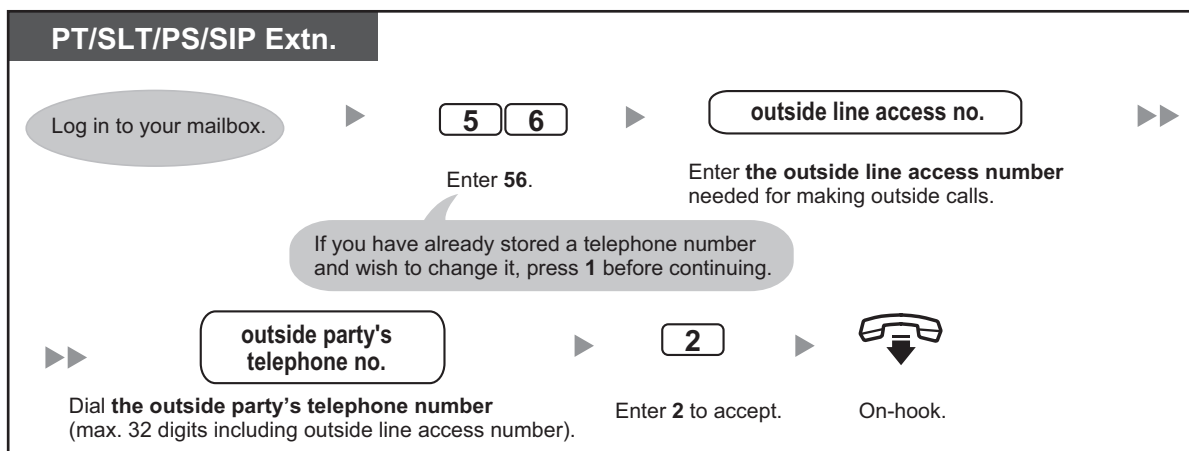 PT/SLT/PS/SIP Extn.
Log in to your mailbox.
5 6
Enter 56.
outside line access no.
Enter the outside line access number
needed for making outside calls.
If you have already stored a telephone number
and wish to change it, press 1 before continuing.
outside party's
telephone no.
Dial the outside party’s telephone number
(max. 32 digits including outside line access number).
2
Enter 2 to accept.
On-hook.